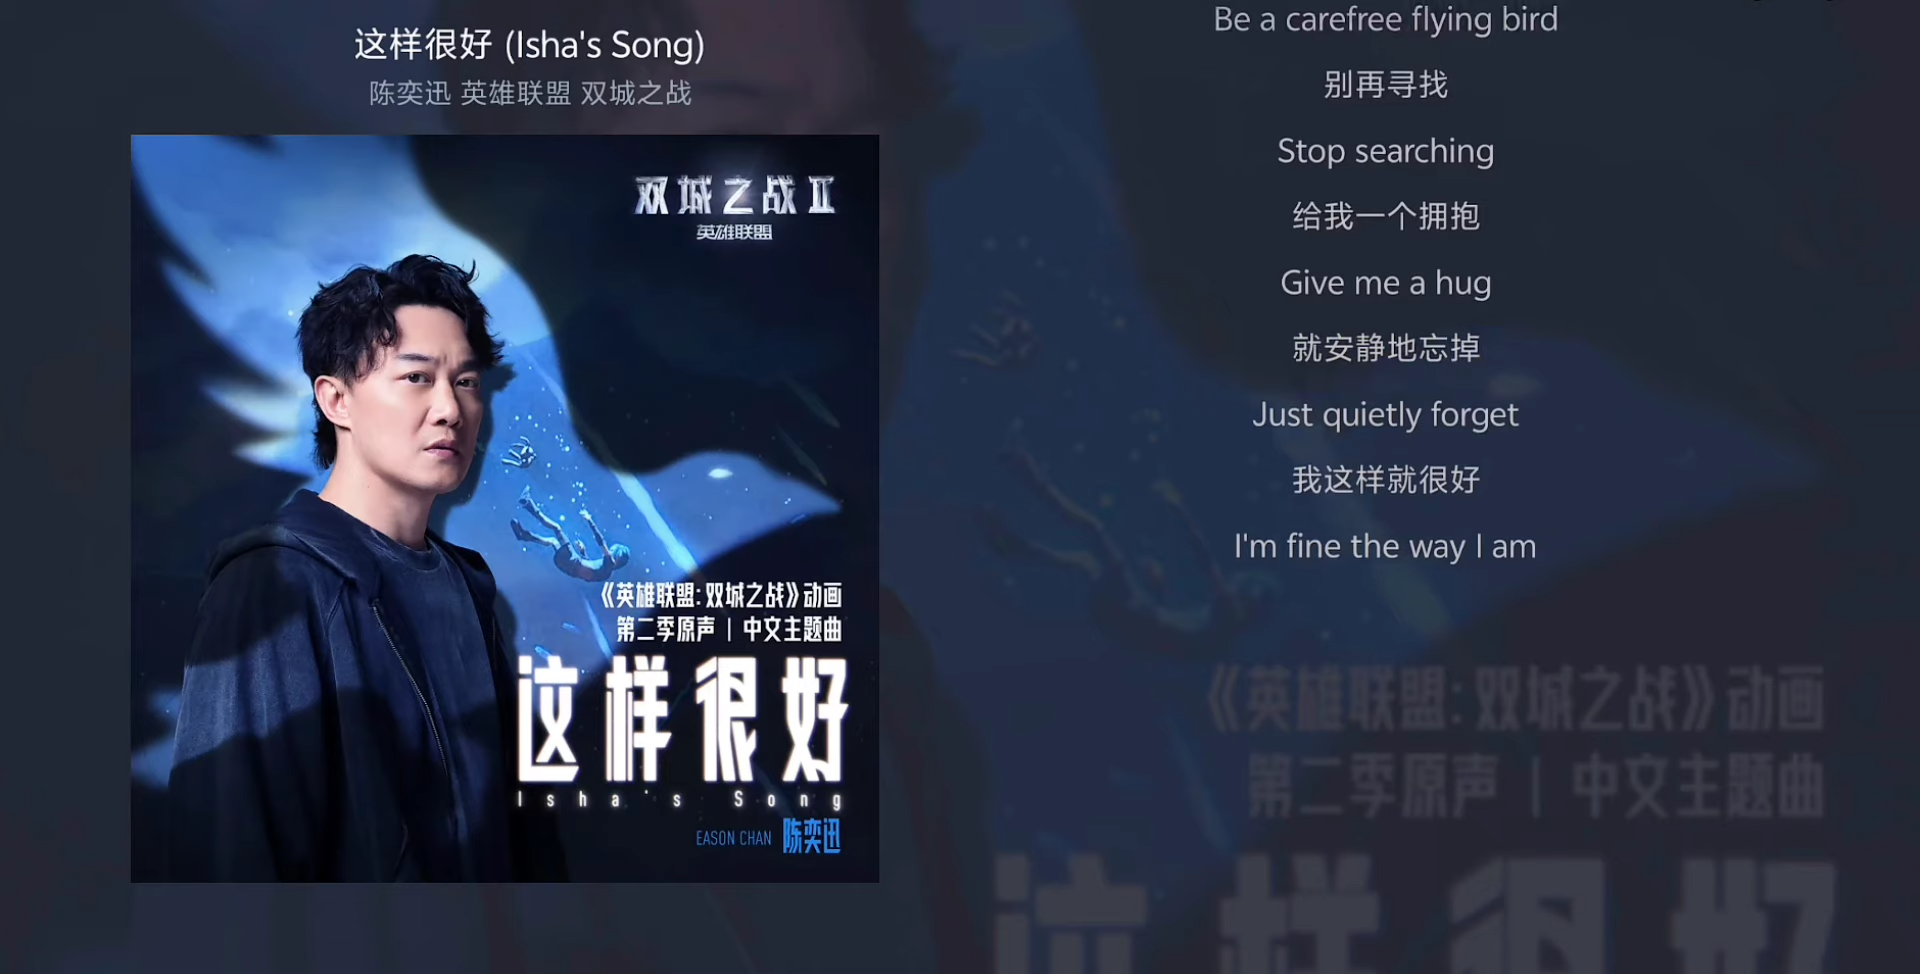 这样很好 (Isha's Song)
陈奕迅 英雄联盟 双城之战
双城之战 II
英雄联盟
《英雄联盟:双城之战》动画
第二季原声 | 中文主题曲
这样很好
Isha's Song
EASON CHAN 陈奕迅
Be a carefree flying bird
别再寻找
Stop searching
给我一个拥抱
Give me a hug
就安静地忘掉
Just quietly forget
我这样就很好
I'm fine the way I am
《英雄联盟:双城之战》动画
第二季原声 | 中文主题曲
这样很好